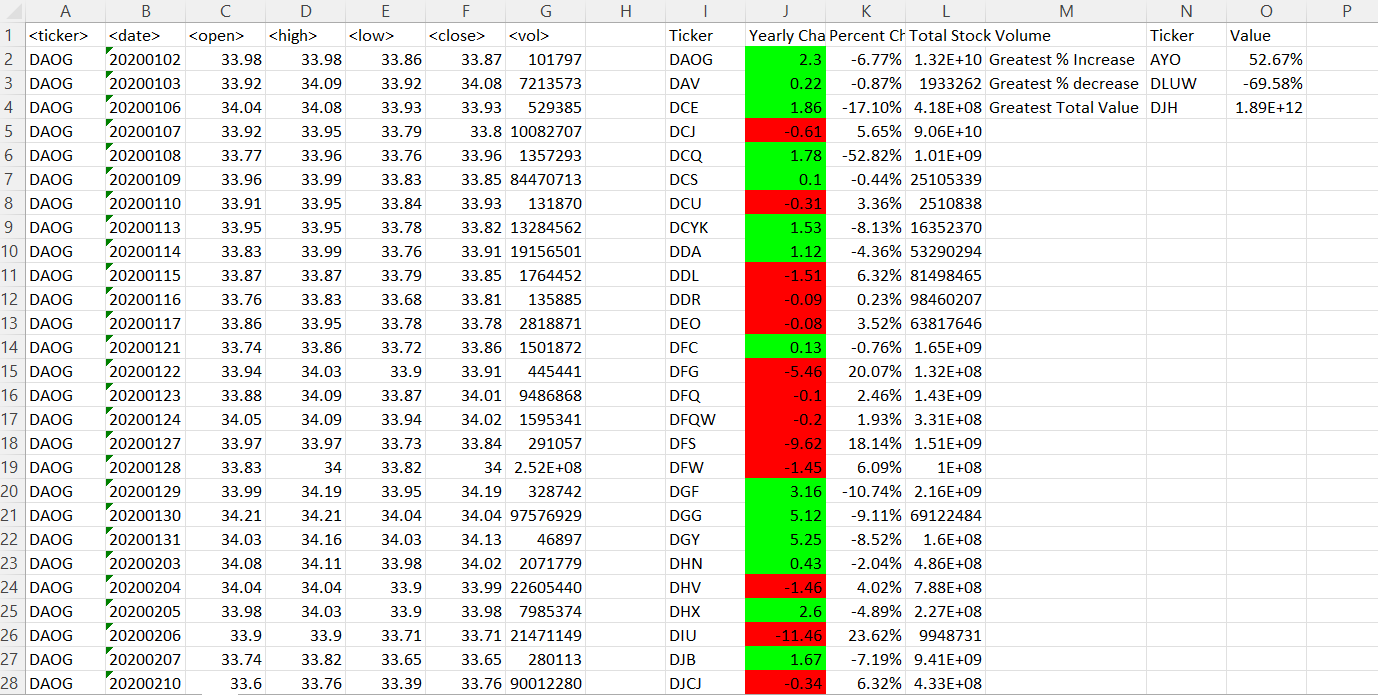 A B C D E F G H I J K L M N O P
1 <ticker> <date> <open> <high> <low> <close> <vol> Ticker Yearly Cha Percent Ch Total Stock Volume Ticker Value
2 DAOG 20200102 33.98 33.98 33.86 33.87 101797 DAOG 2.3 -6.77% 1.32E+10 Greatest % Increase AYO 52.67%
3 DAOG 20200103 33.92 34.09 33.92 34.08 7213573 DAV 0.22 -0.87% 1933262 Greatest % decrease DLUW -69.58%
4 DAOG 20200106 34.04 34.08 33.93 33.93 529385 DCE 1.86 -17.10% 4.18E+08 Greatest Total Value DJH 1.89E+12
5 DAOG 20200107 33.92 33.95 33.79 33.8 10082707 DCJ -0.61 5.65% 9.06E+10
6 DAOG 20200108 33.77 33.96 33.76 33.96 1357293 DCQ 1.78 -52.82% 1.01E+09
7 DAOG 20200109 33.96 33.99 33.83 33.85 84470713 DCS 0.1 -0.44% 25105339
8 DAOG 20200110 33.91 33.95 33.84 33.93 131870 DCU -0.31 3.36% 2510838
9 DAOG 20200113 33.95 33.95 33.78 33.82 13284562 DCYK 1.53 -8.13% 16352370
10 DAOG 20200114 33.83 33.99 33.76 33.91 19156501 DDA 1.12 -4.36% 53290294
11 DAOG 20200115 33.87 33.87 33.79 33.85 1764452 DDL -1.51 6.32% 81498465
12 DAOG 20200116 33.76 33.83 33.68 33.81 135885 DDR -0.09 0.23% 98460207
13 DAOG 20200117 33.86 33.95 33.78 33.78 2818871 DEO -0.08 3.52% 63817646
14 DAOG 20200121 33.74 33.86 33.72 33.86 1501872 DFC 0.13 -0.76% 1.65E+09
15 DAOG 20200122 33.94 34.03 33.9 33.91 445441 DFG -5.46 20.07% 1.32E+08
16 DAOG 20200123 33.88 34.09 33.87 34.01 9486868 DFQ -0.1 2.46% 1.43E+09
17 DAOG 20200124 34.05 34.09 33.94 34.02 1595341 DFQW -0.2 1.93% 3.31E+08
18 DAOG 20200127 33.97 33.97 33.73 33.84 291057 DFS -9.62 18.14% 1.51E+09
19 DAOG 20200128 33.83 34 33.82 34 2.52E+08 DFW -1.45 6.09% 1E+08
20 DAOG 20200129 33.99 34.19 33.95 34.19 328742 DGF 3.16 -10.74% 2.16E+09
21 DAOG 20200130 34.21 34.21 34.04 34.04 97576929 DGG 5.12 -9.11% 69122484
22 DAOG 20200131 34.03 34.16 34.03 34.13 46897 DGY 5.25 -8.52% 1.6E+08
23 DAOG 20200203 34.08 34.11 33.98 34.02 2071779 DHN 0.43 -2.04% 4.86E+08
24 DAOG 20200204 34.04 34.04 33.9 33.99 22605440 DHV -1.46 4.02% 7.88E+08
25 DAOG 20200205 33.98 34.03 33.9 33.98 7985374 DHX 2.6 -4.89% 2.27E+08
26 DAOG 20200206 33.9 33.9 33.71 33.71 21471149 DIU -11.46 23.62% 9948731
27 DAOG 20200207 33.74 33.82 33.65 33.65 280113 DJB 1.67 -7.19% 9.41E+09
28 DAOG 20200210 33.6 33.76 33.39 33.76 90012280 DJCJ -0.34 6.32% 4.33E+08